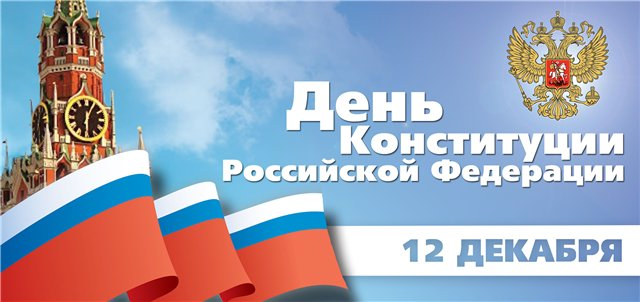 День
Конституции
Российской Федерации
12 ДЕКАБРЯ